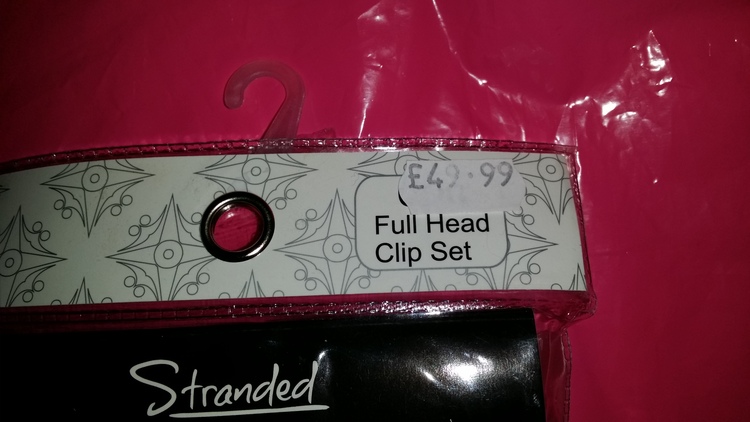 £49.99
Full Head
Clip Set
Stranded